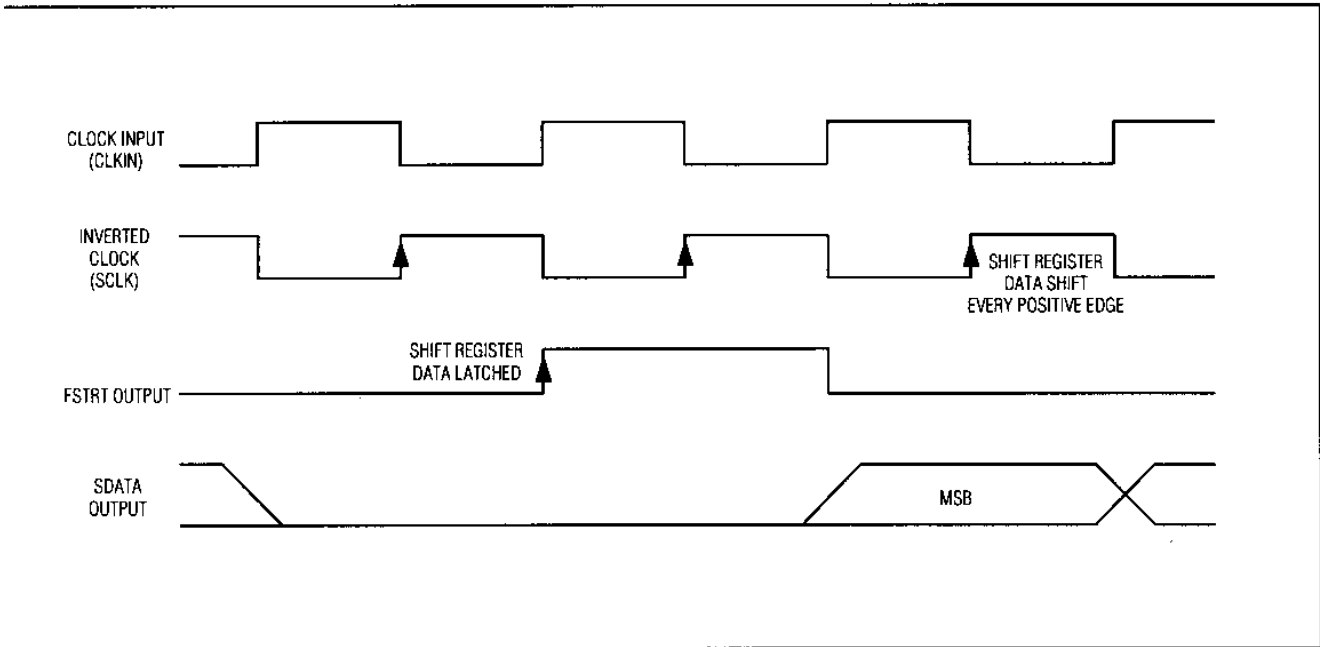 CLOCK INPUT
(CLKIN)
INVERTED
CLOCK
(SCLK)
SHIFT REGISTER
DATA SHIFT
EVERY POSITIVE EDGE
SHIFT REGISTER
DATA LATCHED
FSTRT OUTPUT
SDATA
OUTPUT
MSB